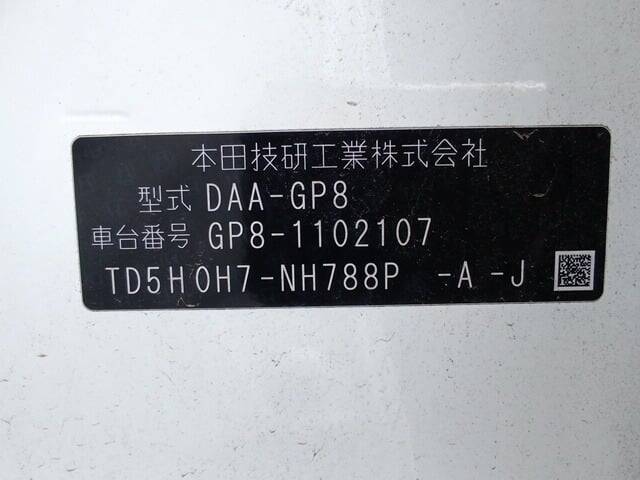 本田技研工業株式会社
型式 DAA-GP8
車台番号 GP8-1102107
TD5H0H7-NH788P -A -J